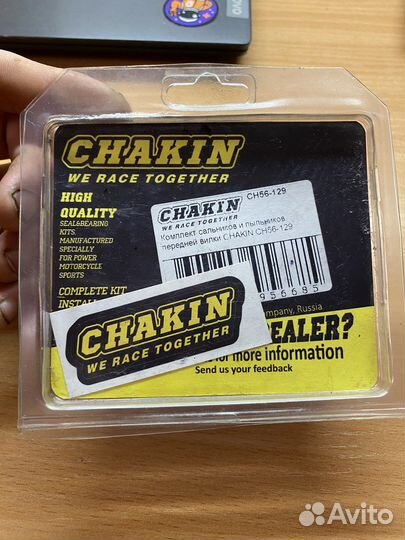 CHAKIN
WE RACE TOGETHER
HIGH
QUALITY
SEAL&BEARING
KITS.
MANUFACTURED
SPECIALLY
FOR POWER
MOTORCYCLE
SPORTS
COMPLETE KIT
CHAKIN
WE RACE TOGETHER
CH56-129
Комплект сальников и пыльников
передней вилки CHAKIN CH56-129
956685
Company, Russia
DEALER?
for more information
Send us your feedback
CHAKIN
WE RACE TOGETHER
OVO
Avito